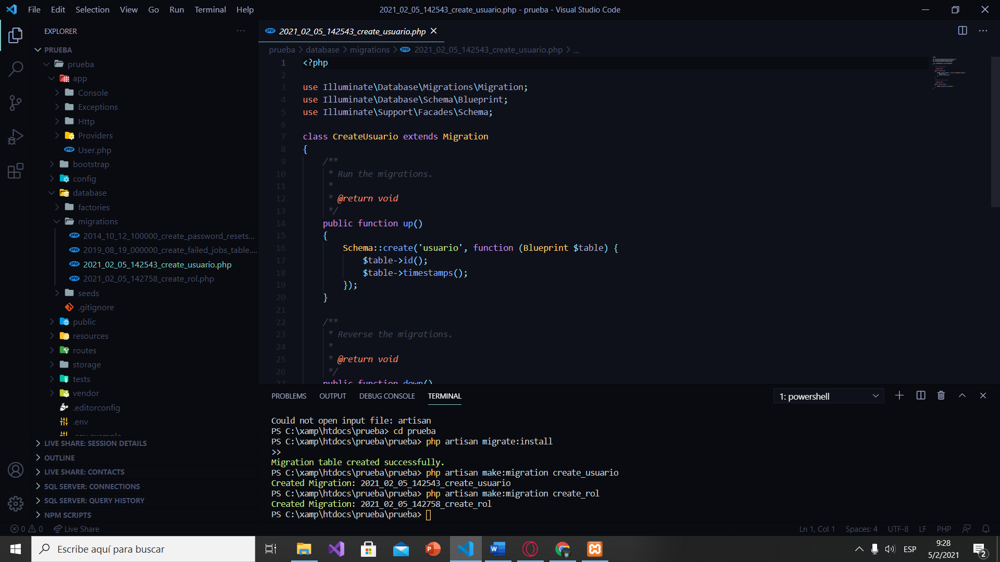 File Edit Selection View Go Run Terminal Help
2021_02_05_142543_create_usuario.php - prueba - Visual Studio Code
EXPLORER
PRUEBA
prueba
app
Console
Exceptions
Http
Providers
User.php
bootstrap
config
database
factories
migrations
2014_10_12_100000_create_password_resets...
2019_08_19_000000_create_failed_jobs_table....
2021_02_05_142543_create_usuario.php
2021_02_05_142758_create_rol.php
seeds
.gitignore
public
resources
routes
storage
tests
vendor
.editorconfig
.env
.env.example
LIVE SHARE: SESSION DETAILS
OUTLINE
LIVE SHARE: CONTACTS
SQL SERVER: CONNECTIONS
SQL SERVER: QUERY HISTORY
NPM SCRIPTS
2021_02_05_142543_create_usuario.php
prueba > database > migrations > 2021_02_05_142543_create_usuario.php > ...
1 <?php
2
3 use Illuminate\Database\Migrations\Migration;
4 use Illuminate\Database\Schema\Blueprint;
5 use Illuminate\Support\Facades\Schema;
6
7 class CreateUsuario extends Migration
8 {
9 /**
10 * Run the migrations.
11 *
12 * @return void
13 */
14 public function up()
15 {
16 Schema::create('usuario', function (Blueprint $table) {
17 $table->id();
18 $table->timestamps();
19 });
20 }
21
22 /**
23 * Reverse the migrations.
24 *
25 * @return void
26 */
27 public function down()
PROBLEMS OUTPUT DEBUG CONSOLE TERMINAL
1: powershell
Could not open input file: artisan
PS C:\xamp\htdocs\prueba> cd prueba
PS C:\xamp\htdocs\prueba\prueba> php artisan migrate:install
>>
Migration table created successfully.
PS C:\xamp\htdocs\prueba\prueba> php artisan make:migration create_usuario
Created Migration: 2021_02_05_142543_create_usuario
PS C:\xamp\htdocs\prueba\prueba> php artisan make:migration create_rol
Created Migration: 2021_02_05_142758_create_rol
PS C:\xamp\htdocs\prueba\prueba>
0 0 Live Share
Ln 1, Col 1 Spaces: 4 UTF-8 LF PHP
Escribe aquí para buscar
ESP
9:28
5/2/2021
2